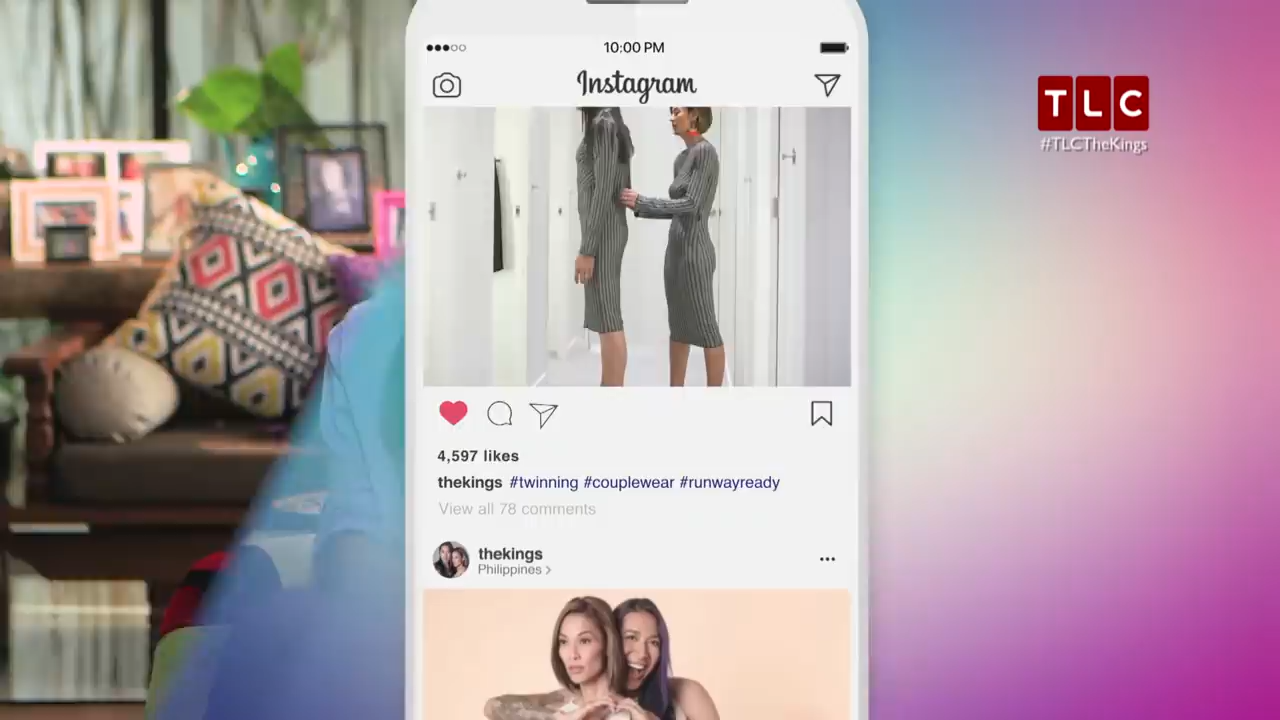 10:00 PM
Instagram
TLC
#TLCTheKings
4,597 likes
thekings #twinning #couplewear #runwayready
View all 78 comments
thekings
Philippines >